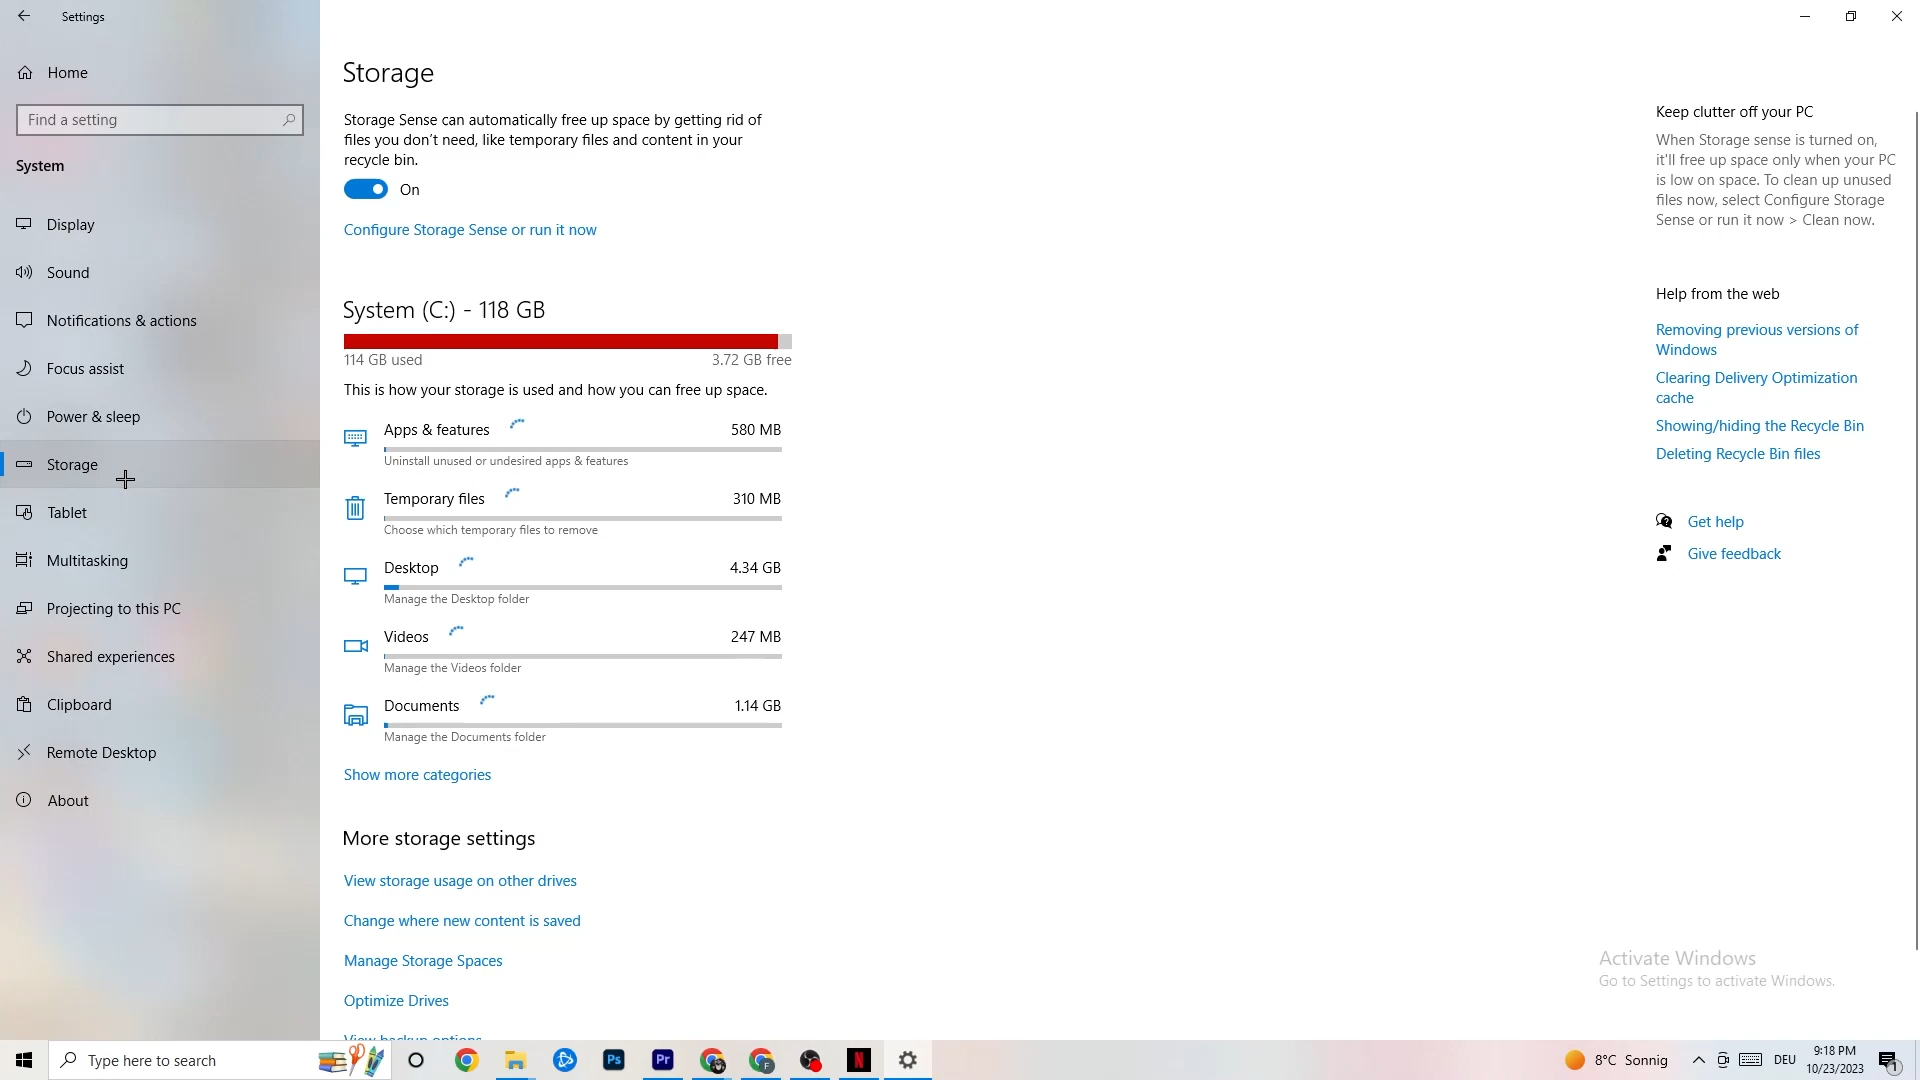 Settings
Home
Find a setting
System
Display
Sound
Notifications & actions
Focus assist
Power & sleep
Storage
Tablet
Multitasking
Projecting to this PC
Shared experiences
Clipboard
Remote Desktop
About
Storage
Storage Sense can automatically free up space by getting rid of
files you don't need, like temporary files and content in your
recycle bin.
On
Configure Storage Sense or run it now
System (C:) - 118 GB
114 GB used 3.72 GB free
This is how your storage is used and how you can free up space.
Apps & features 580 MB
Uninstall unused or undesired apps & features
Temporary files 310 MB
Choose which temporary files to remove
Desktop 4.34 GB
Manage the Desktop folder
Videos 247 MB
Manage the Videos folder
Documents 1.14 GB
Manage the Documents folder
Show more categories
More storage settings
View storage usage on other drives
Change where new content is saved
Manage Storage Spaces
Optimize Drives
View backup options
Keep clutter off your PC
When Storage sense is turned on,
it'll free up space only when your PC
is low on space. To clean up unused
files now, select Configure Storage
Sense or run it now > Clean now.
Help from the web
Removing previous versions of
Windows
Clearing Delivery Optimization
cache
Showing/hiding the Recycle Bin
Deleting Recycle Bin files
Get help
Give feedback
Activate Windows
Go to Settings to activate Windows.
Type here to search
Ps
Pr
F
N
8°C Sonnig
DEU
9:18 PM
10/23/2023
1